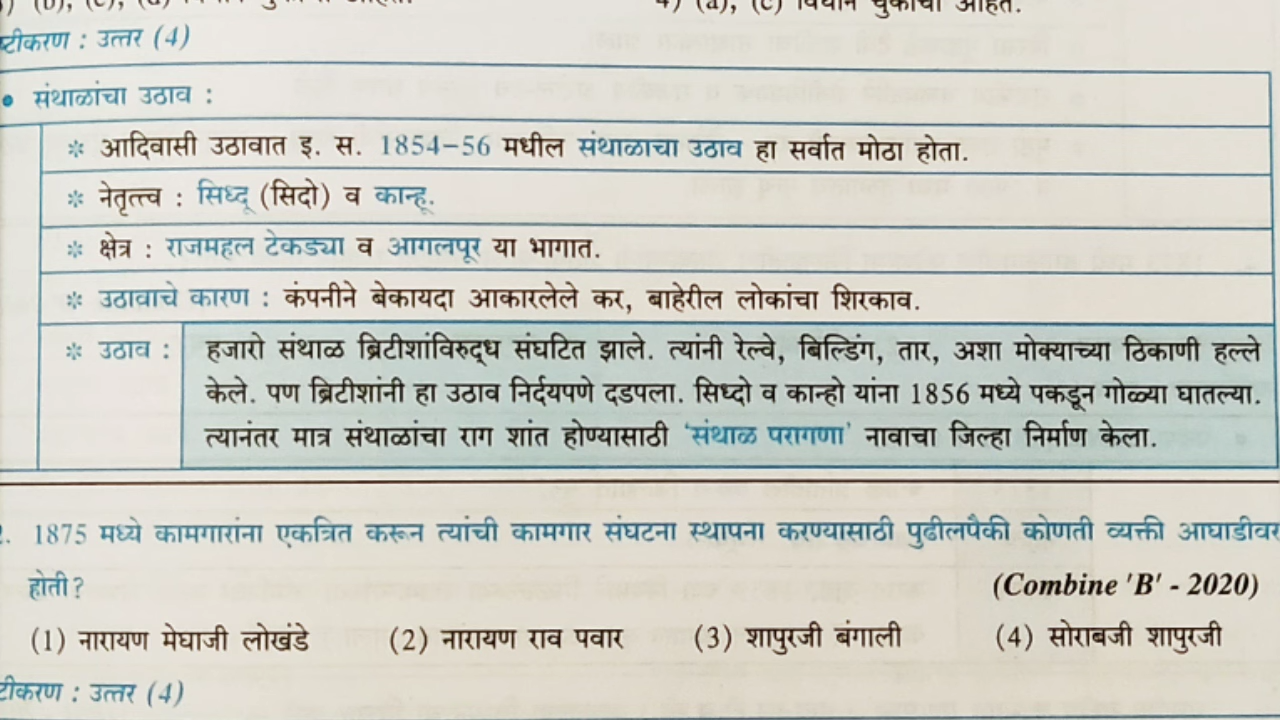 (b), (c), (d)
4) (a), (c) विधान चुकीची आहेत.
ष्टीकरण : उत्तर (4)
• संथाळांचा उठाव :
* आदिवासी उठावात इ. स. 1854–56 मधील संथाळाचा उठाव हा सर्वात मोठा होता.
* नेतृत्त्व : सिध्दू (सिदो) व कान्हू.
* क्षेत्र : राजमहल टेकड्या व आगलपूर या भागात.
* उठावाचे कारण : कंपनीने बेकायदा आकारलेले कर, बाहेरील लोकांचा शिरकाव.
* उठाव : हजारो संथाळ ब्रिटीशांविरुद्ध संघटित झाले. त्यांनी रेल्वे, बिल्डिंग, तार, अशा मोक्याच्या ठिकाणी हल्ले
केले. पण ब्रिटीशांनी हा उठाव निर्दयपणे दडपला. सिध्दो व कान्हो यांना 1856 मध्ये पकडून गोळ्या घातल्या.
त्यानंतर मात्र संथाळांचा राग शांत होण्यासाठी 'संथाळ परागणा' नावाचा जिल्हा निर्माण केला.
. 1875 मध्ये कामगारांना एकत्रित करून त्यांची कामगार संघटना स्थापना करण्यासाठी पुढीलपैकी कोणती व्यक्ती आघाडीवर
होती? (Combine 'B' - 2020)
(1) नारायण मेघाजी लोखंडे (2) नारायण राव पवार (3) शापुरजी बंगाली (4) सोराबजी शापुरजी
टीकरण : उत्तर (4)